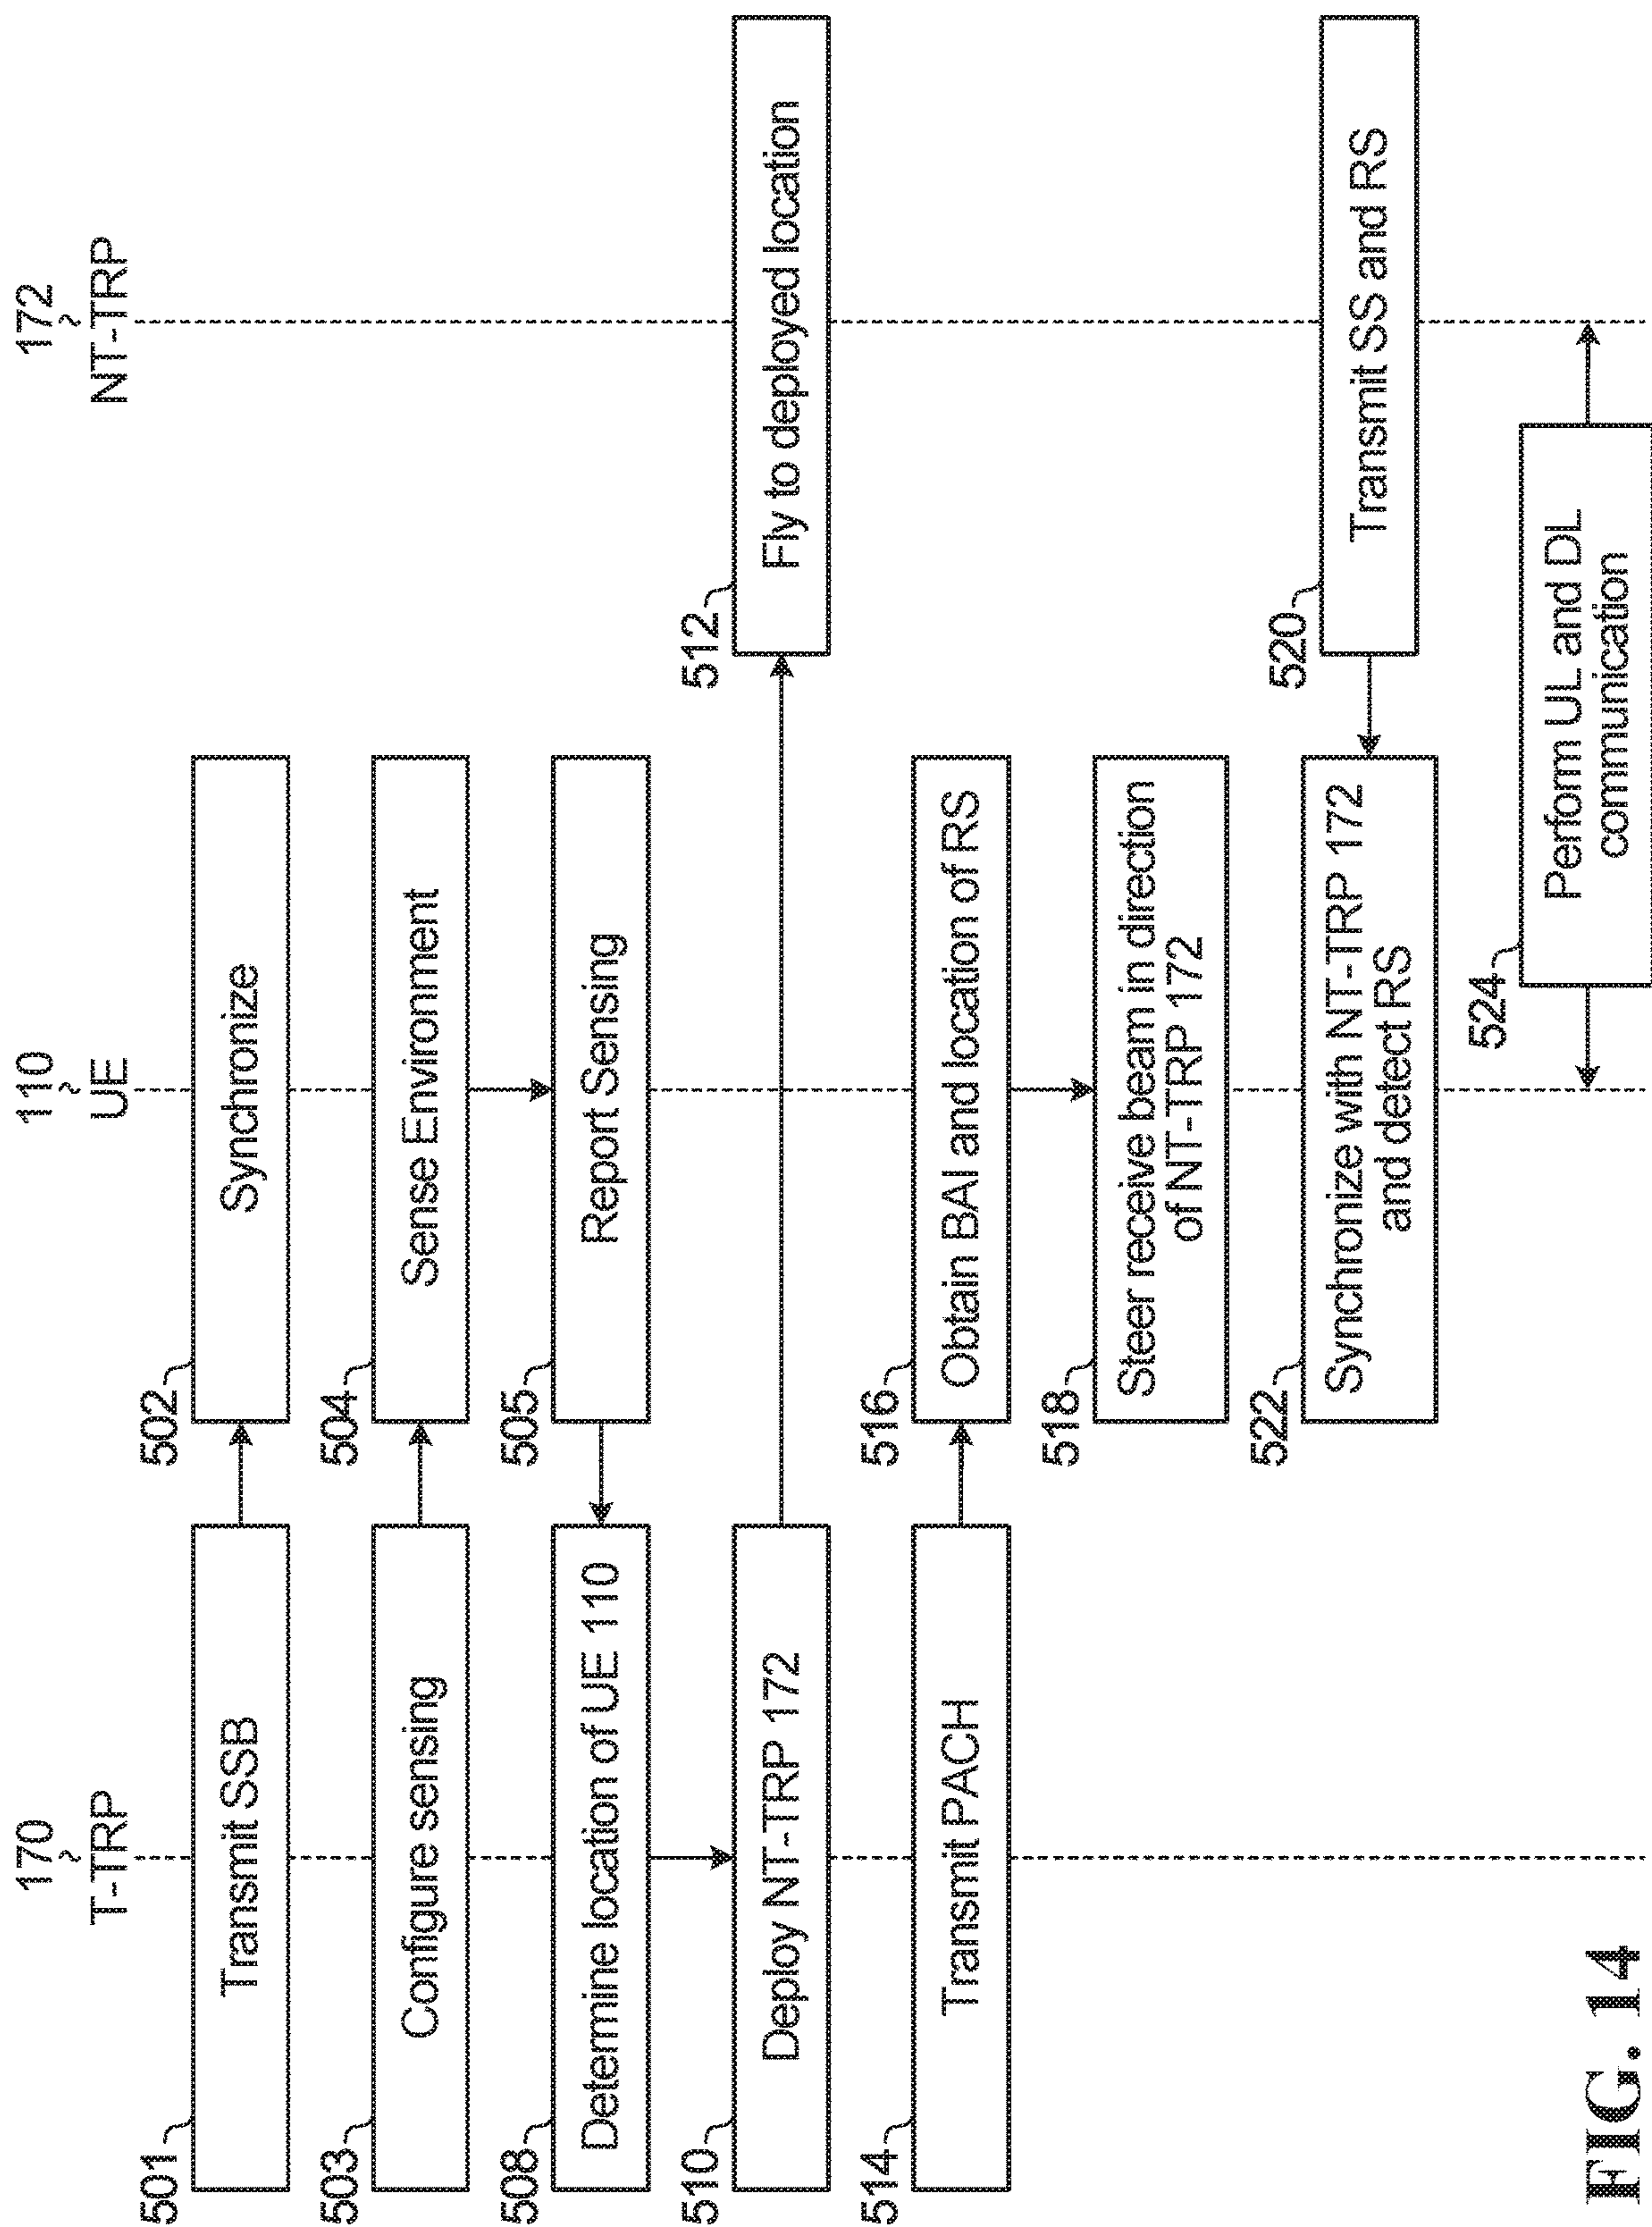 170
T-TRP
110
UE
172
NT-TRP
501
Transmit SSB
502
Synchronize
503
Configure sensing
504
Sense Environment
505
Report Sensing
508
Determine location of UE 110
510
Deploy NT-TRP 172
512
Fly to deployed location
514
Transmit PACH
516
Obtain BAI and location of RS
518
Steer receive beam in direction
of NT-TRP 172
520
Transmit SS and RS
522
Synchronize with NT-TRP 172
and detect RS
524
Perform UL and DL
communication
FIG. 14